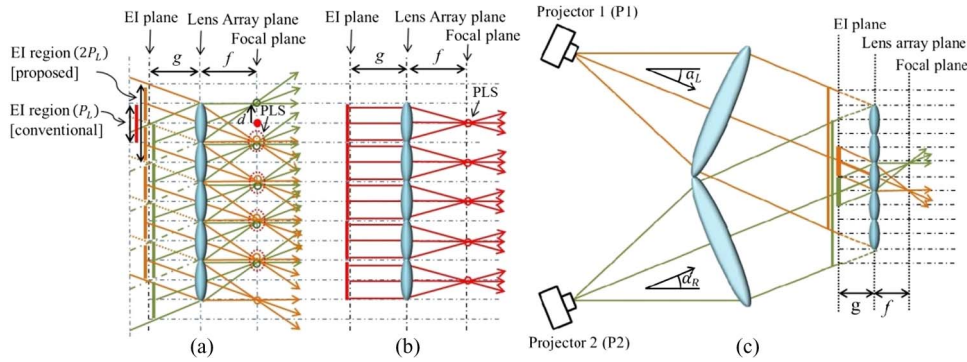 EI plane
Lens Array plane
Focal plane
g
f
EI region (2P_L)
[proposed]
EI region (P_L)
[conventional]
d
PLS
(a)
EI plane
Lens Array plane
Focal plane
g
f
PLS
(b)
Projector 1 (P1)
α_L
α_R
Projector 2 (P2)
EI plane
Lens array plane
Focal plane
g
f
(c)